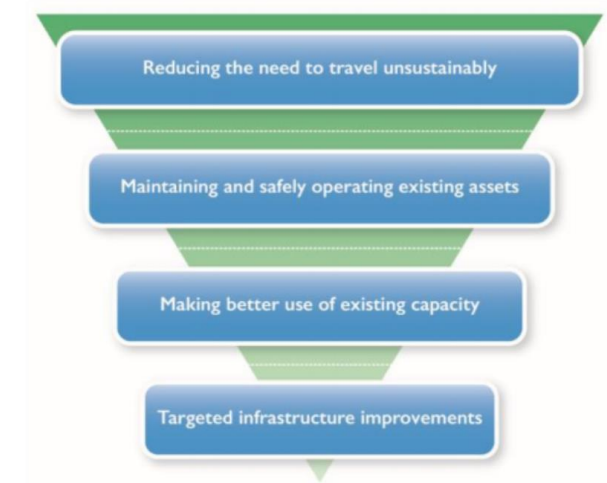 Reducing the need to travel unsustainably
Maintaining and safely operating existing assets
Making better use of existing capacity
Targeted infrastructure improvements